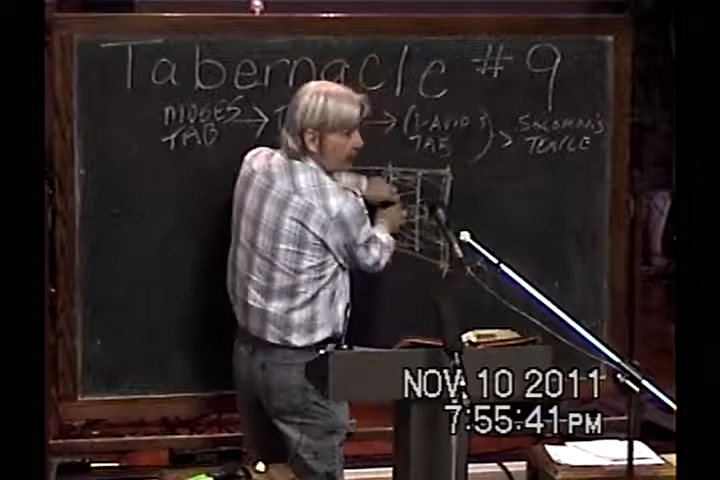 Tabernacle #9
MOSES → → (DAVID'S > SOLOMON'S
TAB TAB ) TEMPLE
NOV 10 2011
7:55:41 PM